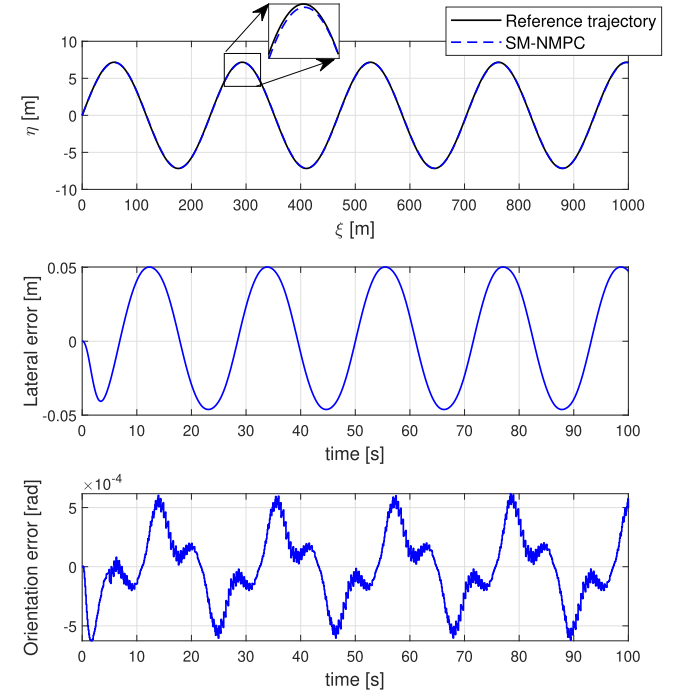 Reference trajectory
SM-NMPC
10
5
0
-5
-10
η [m]
0 100 200 300 400 500 600 700 800 900 1000
ξ [m]
0.05
0
-0.05
Lateral error [m]
0 10 20 30 40 50 60 70 80 90 100
time [s]
×10⁻⁴
5
0
-5
Orientation error [rad]
0 10 20 30 40 50 60 70 80 90 100
time [s]